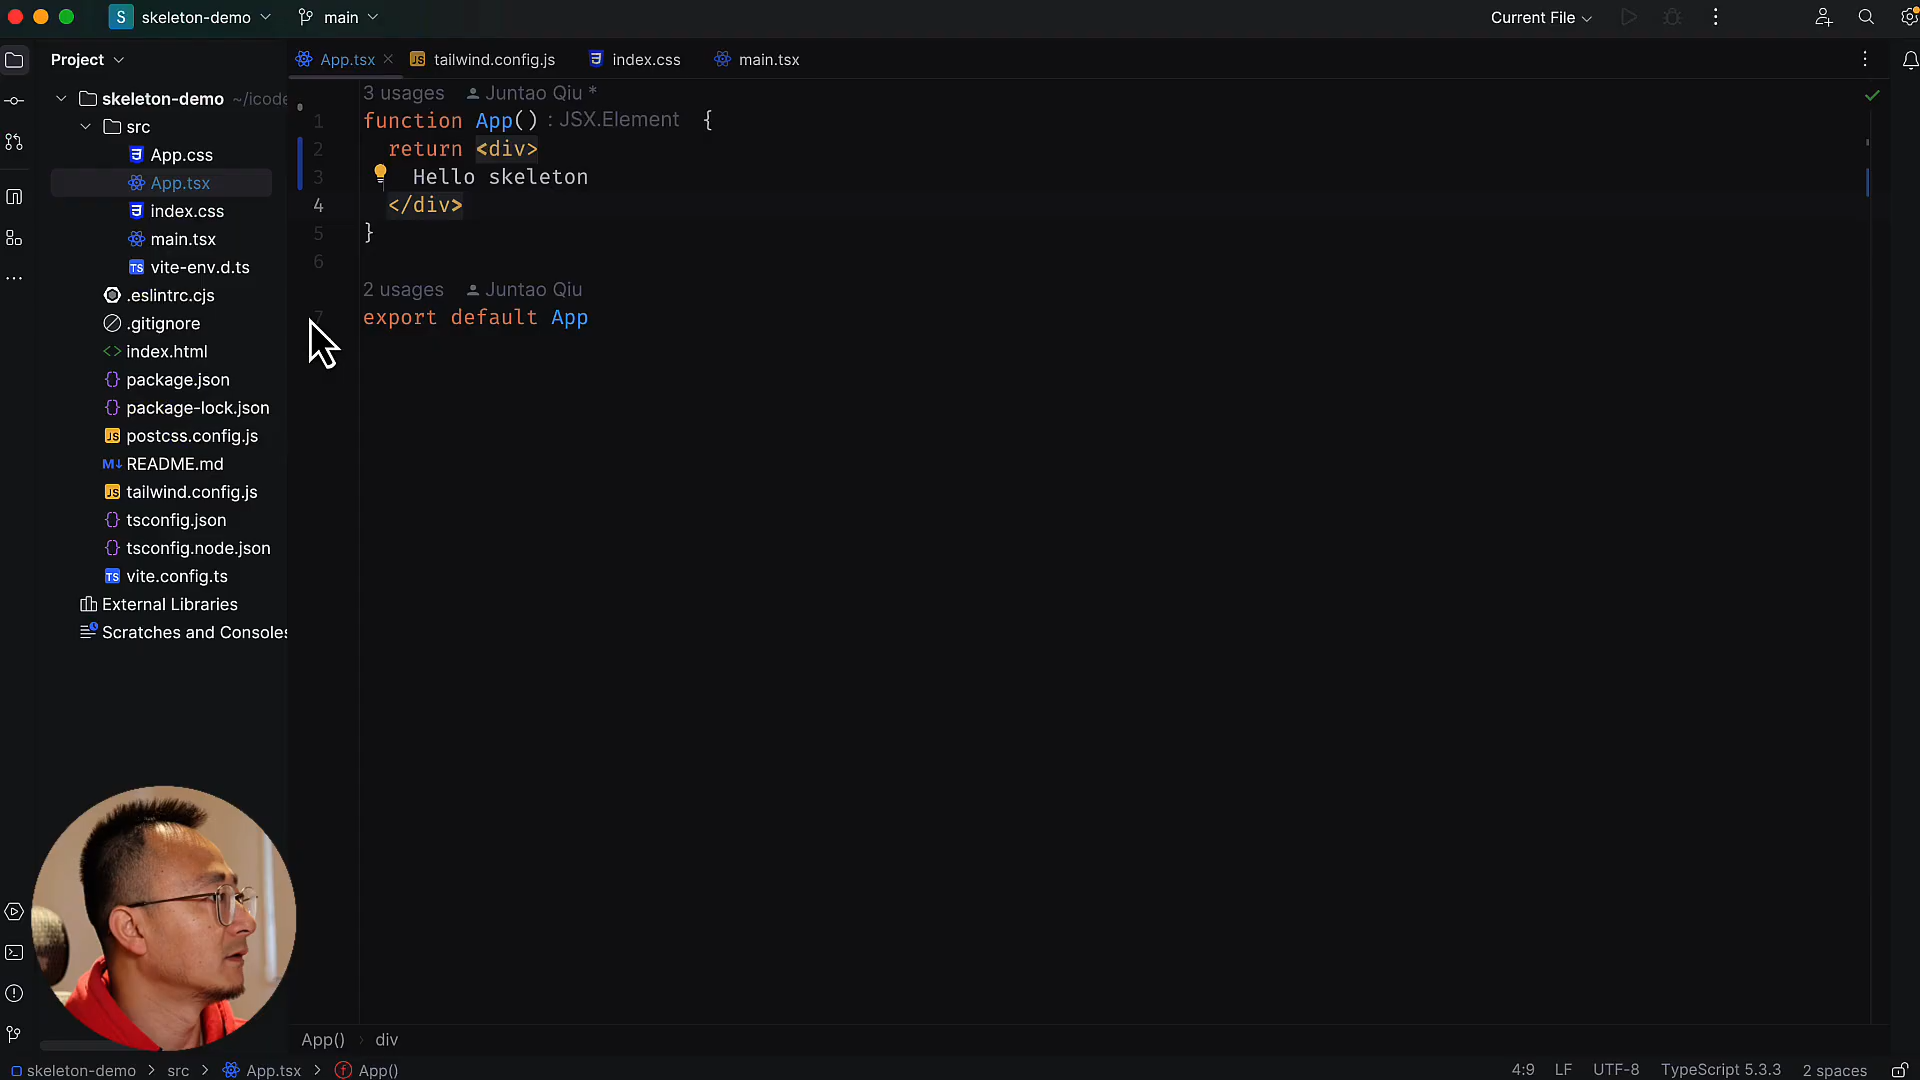 S skeleton-demo main Current File
Project
App.tsx tailwind.config.js index.css main.tsx
skeleton-demo ~/icode
src
App.css
App.tsx
index.css
main.tsx
vite-env.d.ts
.eslintrc.cjs
.gitignore
index.html
package.json
package-lock.json
postcss.config.js
README.md
tailwind.config.js
tsconfig.json
tsconfig.node.json
vite.config.ts
External Libraries
Scratches and Consoles
3 usages Juntao Qiu *
1 function App() : JSX.Element {
2 return <div>
3 Hello skeleton
4 </div>
5 }
6
2 usages Juntao Qiu
7 export default App
App() › div
skeleton-demo > src > App.tsx > App()
4:9 LF UTF-8 TypeScript 5.3.3 2 spaces